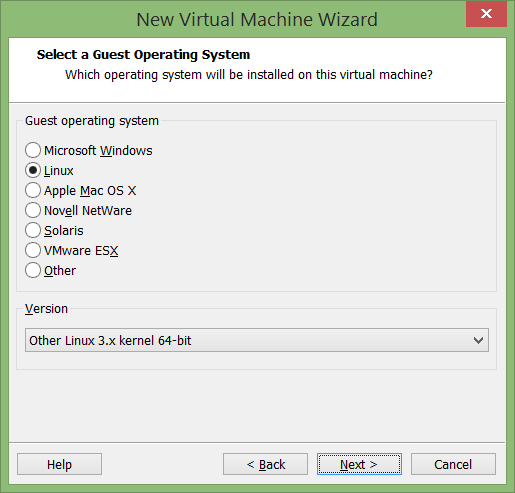 New Virtual Machine Wizard
Select a Guest Operating System
Which operating system will be installed on this virtual machine?
Guest operating system
Microsoft Windows
Linux
Apple Mac OS X
Novell NetWare
Solaris
VMware ESX
Other
Version
Other Linux 3.x kernel 64-bit
Help
< Back
Next >
Cancel